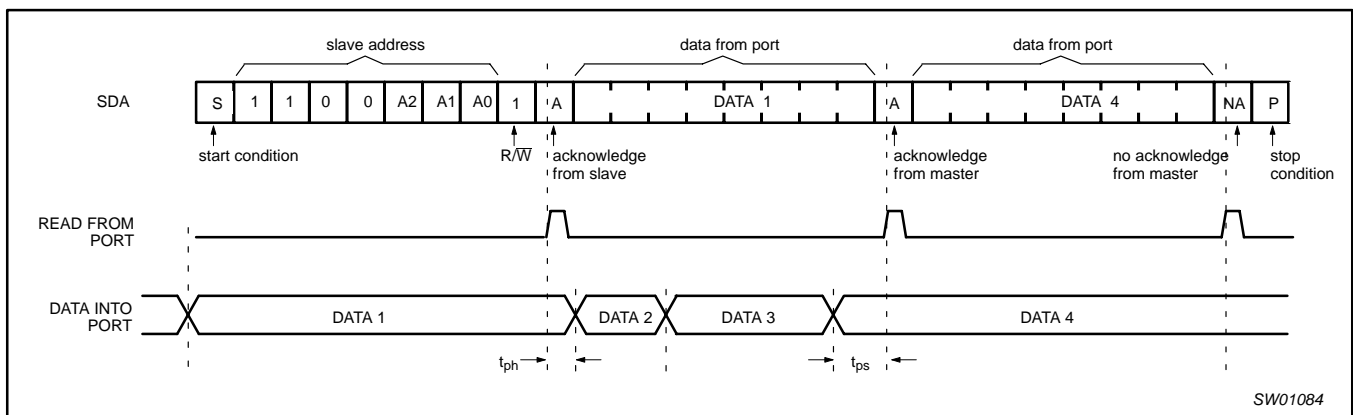 slave address
data from port
data from port
SDA
S 1 1 0 0 A2 A1 A0 1 A DATA 1 A DATA 4 NA P
start condition
R/W̅
acknowledge
from slave
acknowledge
from master
no acknowledge
from master
stop
condition
READ FROM
PORT
DATA INTO
PORT
DATA 1
DATA 2
DATA 3
DATA 4
tph
tps
SW01084